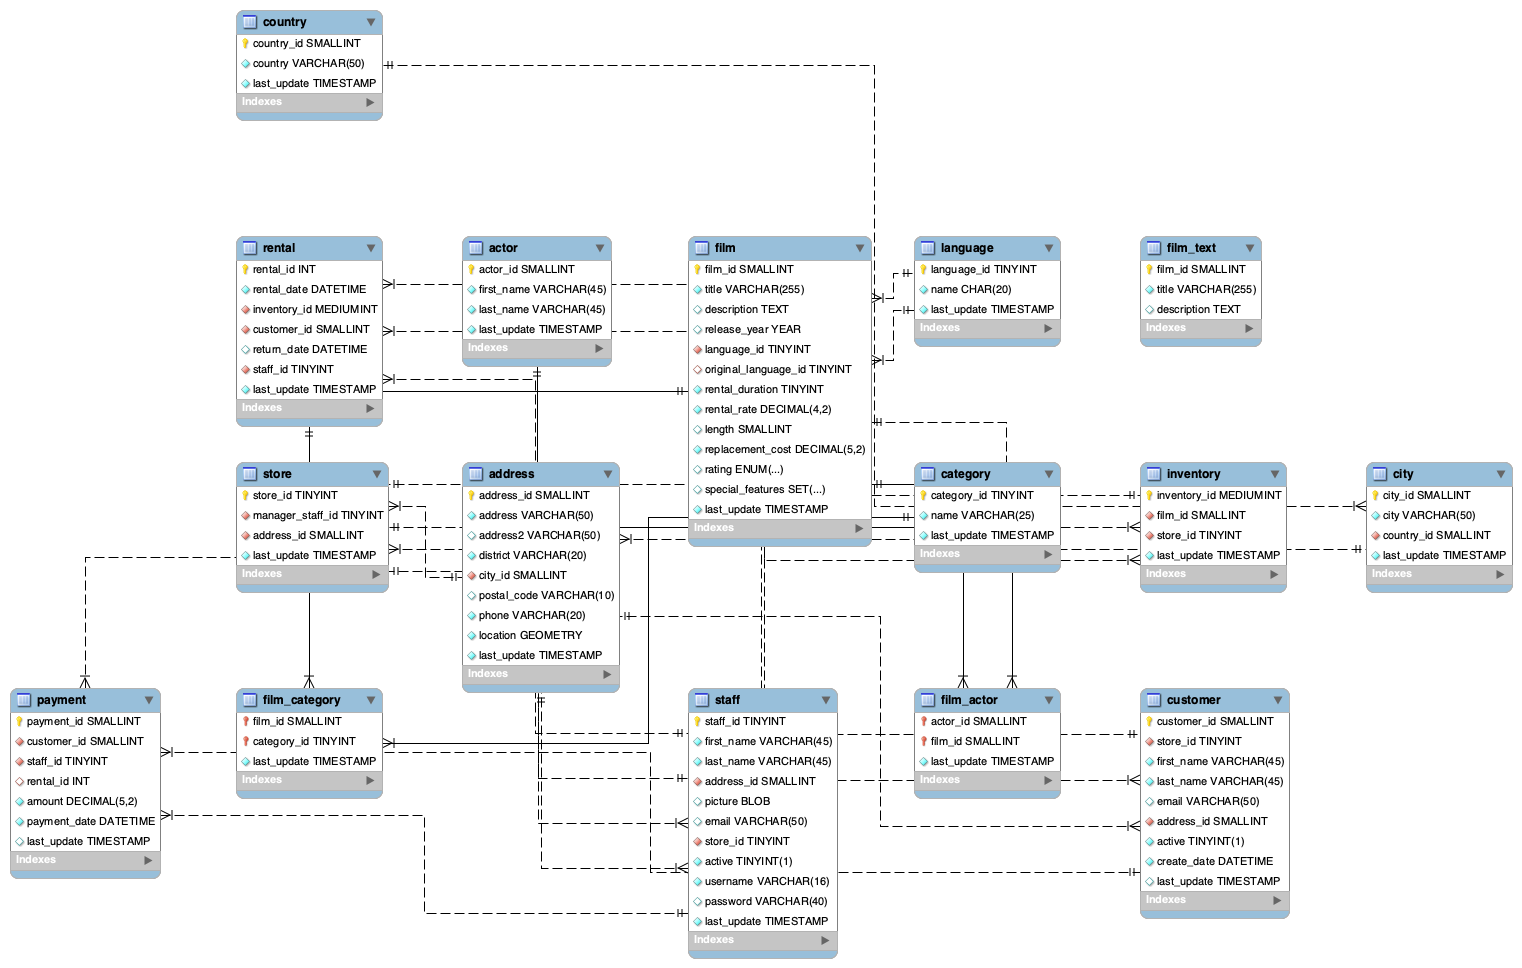 country
country_id SMALLINT
country VARCHAR(50)
last_update TIMESTAMP
Indexes
rental
rental_id INT
rental_date DATETIME
inventory_id MEDIUMINT
customer_id SMALLINT
return_date DATETIME
staff_id TINYINT
last_update TIMESTAMP
Indexes
actor
actor_id SMALLINT
first_name VARCHAR(45)
last_name VARCHAR(45)
last_update TIMESTAMP
Indexes
film
film_id SMALLINT
title VARCHAR(255)
description TEXT
release_year YEAR
language_id TINYINT
original_language_id TINYINT
rental_duration TINYINT
rental_rate DECIMAL(4,2)
length SMALLINT
replacement_cost DECIMAL(5,2)
rating ENUM(...)
special_features SET(...)
last_update TIMESTAMP
Indexes
language
language_id TINYINT
name CHAR(20)
last_update TIMESTAMP
Indexes
film_text
film_id SMALLINT
title VARCHAR(255)
description TEXT
Indexes
store
store_id TINYINT
manager_staff_id TINYINT
address_id SMALLINT
last_update TIMESTAMP
Indexes
address
address_id SMALLINT
address VARCHAR(50)
address2 VARCHAR(50)
district VARCHAR(20)
city_id SMALLINT
postal_code VARCHAR(10)
phone VARCHAR(20)
location GEOMETRY
last_update TIMESTAMP
Indexes
category
category_id TINYINT
name VARCHAR(25)
last_update TIMESTAMP
Indexes
inventory
inventory_id MEDIUMINT
film_id SMALLINT
store_id TINYINT
last_update TIMESTAMP
Indexes
city
city_id SMALLINT
city VARCHAR(50)
country_id SMALLINT
last_update TIMESTAMP
Indexes
payment
payment_id SMALLINT
customer_id SMALLINT
staff_id TINYINT
rental_id INT
amount DECIMAL(5,2)
payment_date DATETIME
last_update TIMESTAMP
Indexes
film_category
film_id SMALLINT
category_id TINYINT
last_update TIMESTAMP
Indexes
staff
staff_id TINYINT
first_name VARCHAR(45)
last_name VARCHAR(45)
address_id SMALLINT
picture BLOB
email VARCHAR(50)
store_id TINYINT
active TINYINT(1)
username VARCHAR(16)
password VARCHAR(40)
last_update TIMESTAMP
Indexes
film_actor
actor_id SMALLINT
film_id SMALLINT
last_update TIMESTAMP
Indexes
customer
customer_id SMALLINT
store_id TINYINT
first_name VARCHAR(45)
last_name VARCHAR(45)
email VARCHAR(50)
address_id SMALLINT
active TINYINT(1)
create_date DATETIME
last_update TIMESTAMP
Indexes